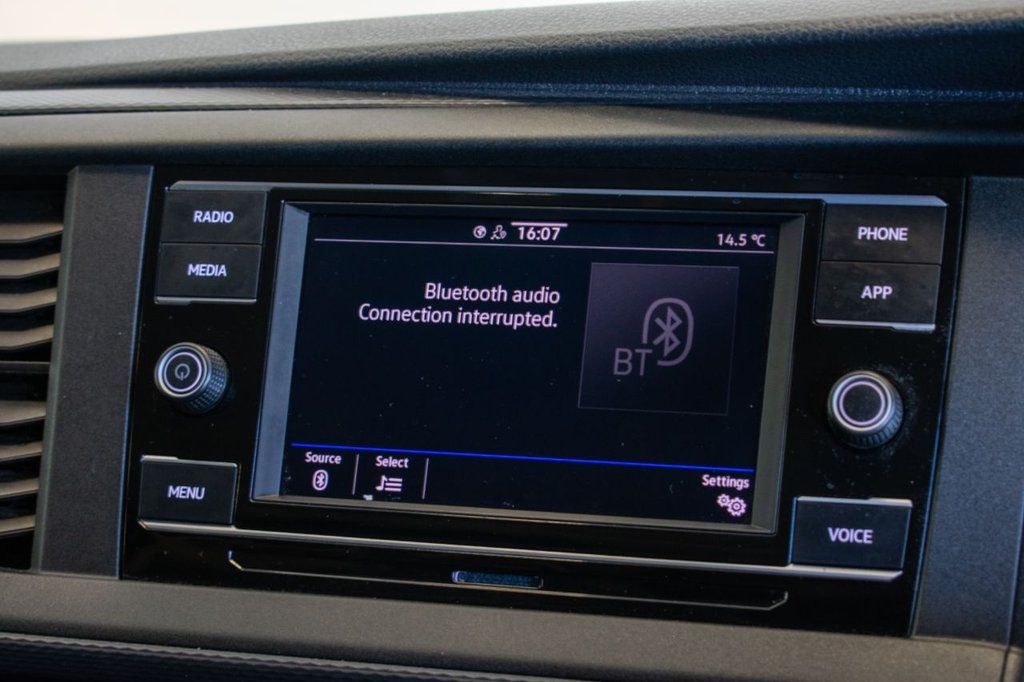 RADIO
MEDIA
MENU
16:07
14.5 °C
Bluetooth audio
Connection interrupted.
BT
Source
Select
Settings
PHONE
APP
VOICE